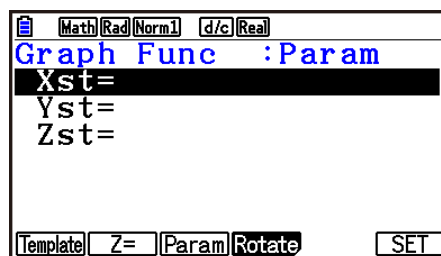 Math Rad Norm1 d/c Real
Graph Func :Param
Xst=
Yst=
Zst=
Template Z= Param Rotate SET